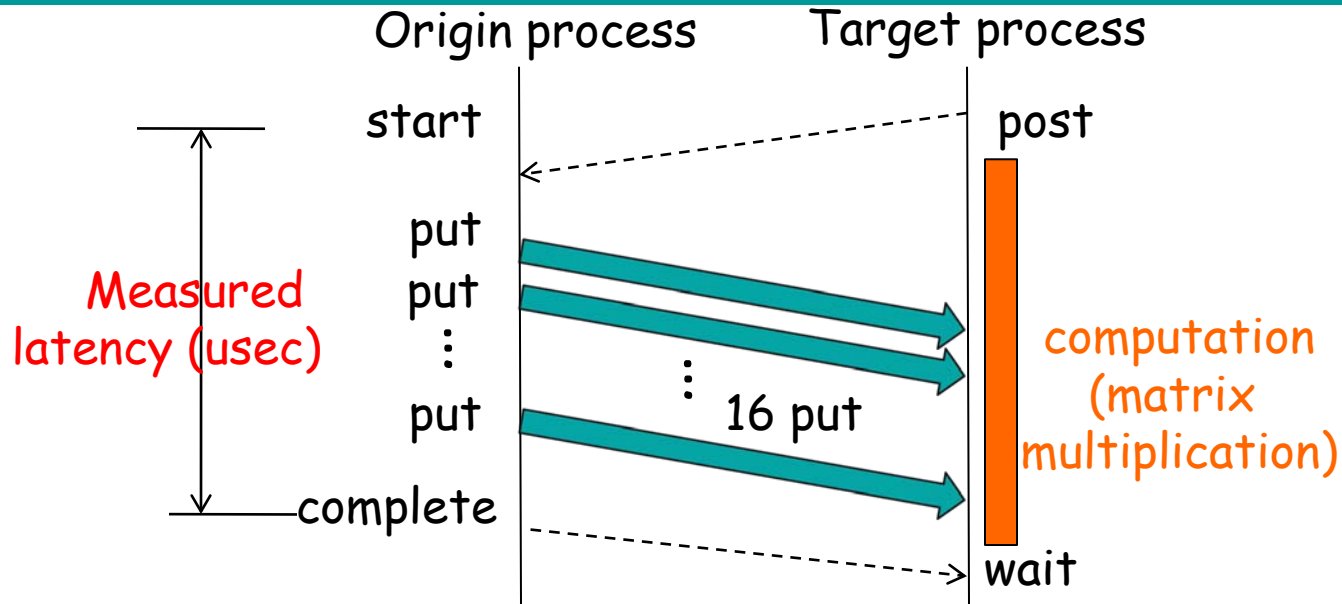 Origin process
Target process
start
post
put
put
⋮
put
complete
Measured
latency (usec)
⋮
16 put
computation
(matrix
multiplication)
wait